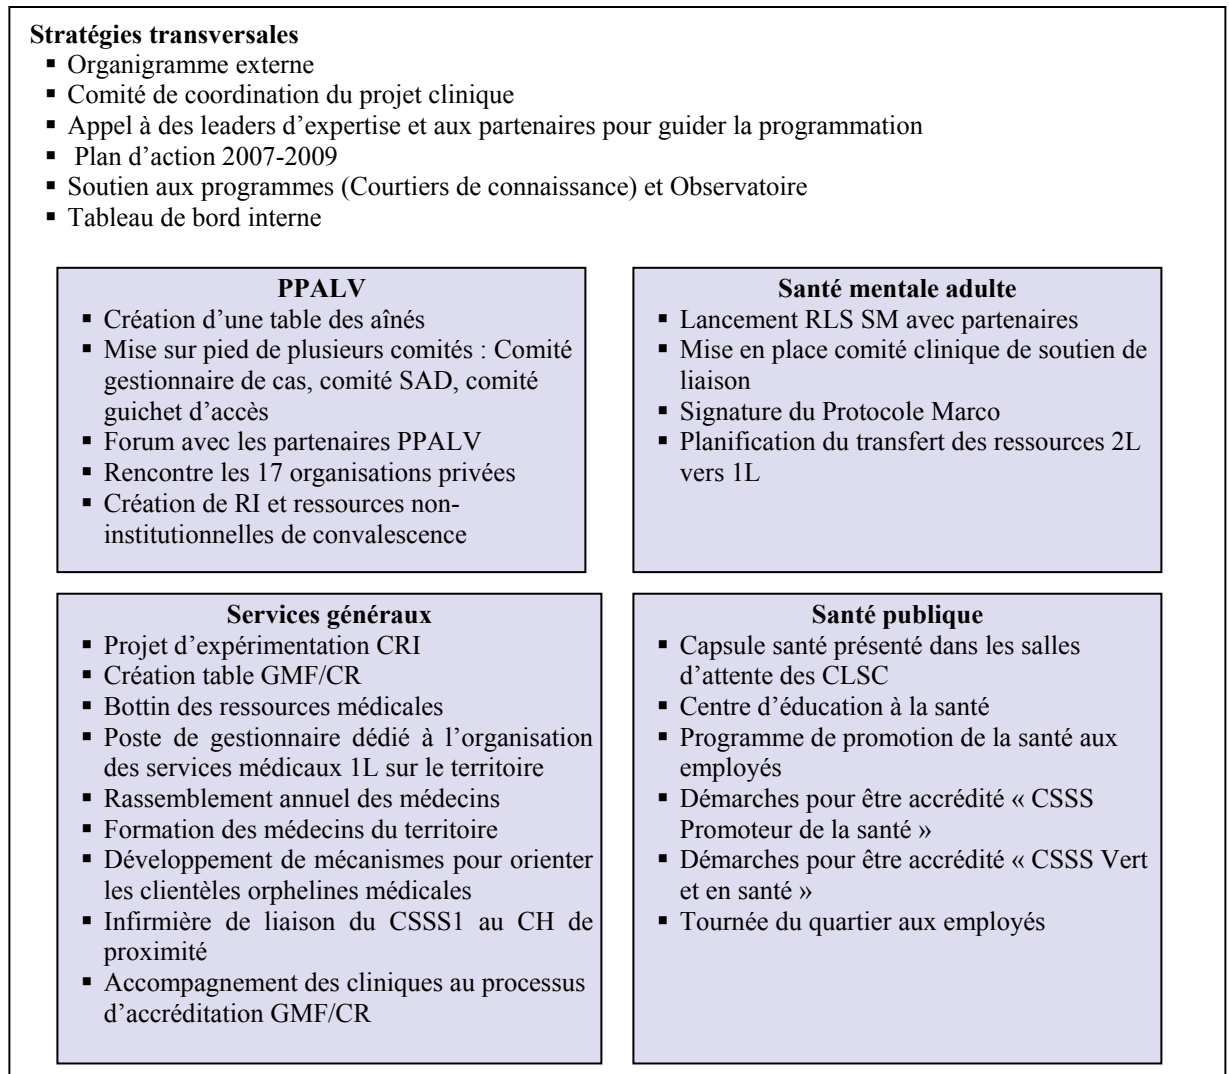 Stratégies transversales
▪ Organigramme externe
▪ Comité de coordination du projet clinique
▪ Appel à des leaders d’expertise et aux partenaires pour guider la programmation
▪ Plan d’action 2007-2009
▪ Soutien aux programmes (Courtiers de connaissance) et Observatoire
▪ Tableau de bord interne
PPALV
▪ Création d’une table des aînés
▪ Mise sur pied de plusieurs comités : Comité
gestionnaire de cas, comité SAD, comité
guichet d’accès
▪ Forum avec les partenaires PPALV
▪ Rencontre les 17 organisations privées
▪ Création de RI et ressources non-
institutionnelles de convalescence
Santé mentale adulte
▪ Lancement RLS SM avec partenaires
▪ Mise en place comité clinique de soutien de
liaison
▪ Signature du Protocole Marco
▪ Planification du transfert des ressources 2L
vers 1L
Services généraux
▪ Projet d’expérimentation CRI
▪ Création table GMF/CR
▪ Bottin des ressources médicales
▪ Poste de gestionnaire dédié à l’organisation
des services médicaux 1L sur le territoire
▪ Rassemblement annuel des médecins
▪ Formation des médecins du territoire
▪ Développement de mécanismes pour orienter
les clientèles orphelines médicales
▪ Infirmière de liaison du CSSS1 au CH de
proximité
▪ Accompagnement des cliniques au processus
d’accréditation GMF/CR
Santé publique
▪ Capsule santé présenté dans les salles
d’attente des CLSC
▪ Centre d’éducation à la santé
▪ Programme de promotion de la santé aux
employés
▪ Démarches pour être accrédité « CSSS
Promoteur de la santé »
▪ Démarches pour être accrédité « CSSS Vert
et en santé »
▪ Tournée du quartier aux employés